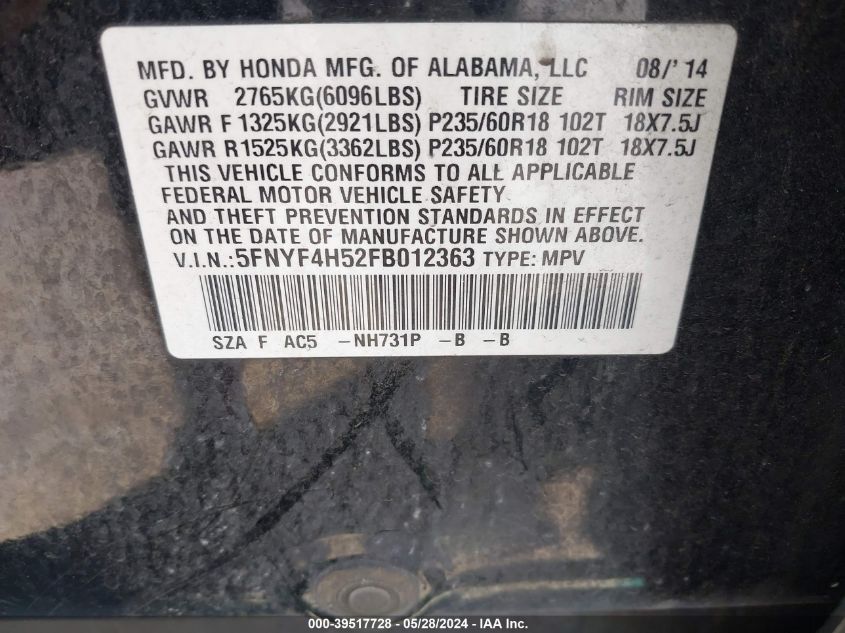 MFD. BY HONDA MFG. OF ALABAMA, LLC 08/'14
GVWR 2765KG(6096LBS) TIRE SIZE RIM SIZE
GAWR F 1325KG(2921LBS) P235/60R18 102T 18X7.5J
GAWR R1525KG(3362LBS) P235/60R18 102T 18X7.5J
THIS VEHICLE CONFORMS TO ALL APPLICABLE
FEDERAL MOTOR VEHICLE SAFETY
AND THEFT PREVENTION STANDARDS IN EFFECT
ON THE DATE OF MANUFACTURE SHOWN ABOVE.
V.I.N.:5FNYF4H52FB012363 TYPE: MPV
SZA F AC5 -NH731P -B -B
000-39517728 - 05/28/2024 - IAA Inc.